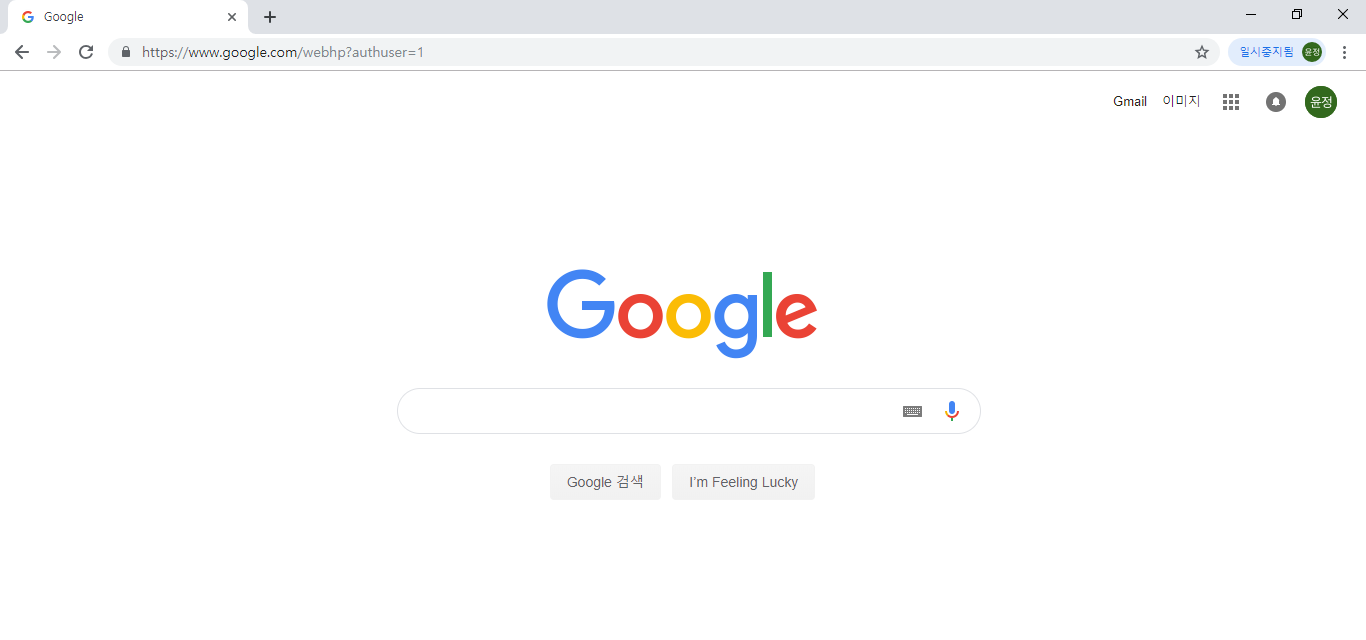 Google
https://www.google.com/webhp?authuser=1
일시중지됨 윤정
Gmail 이미지 윤정
Google
Google 검색 I'm Feeling Lucky